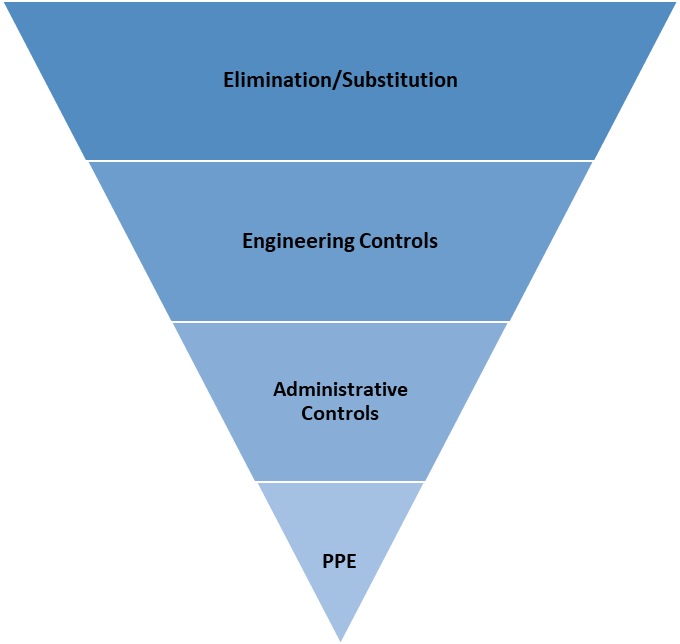 Elimination/Substitution
Engineering Controls
Administrative
Controls
PPE